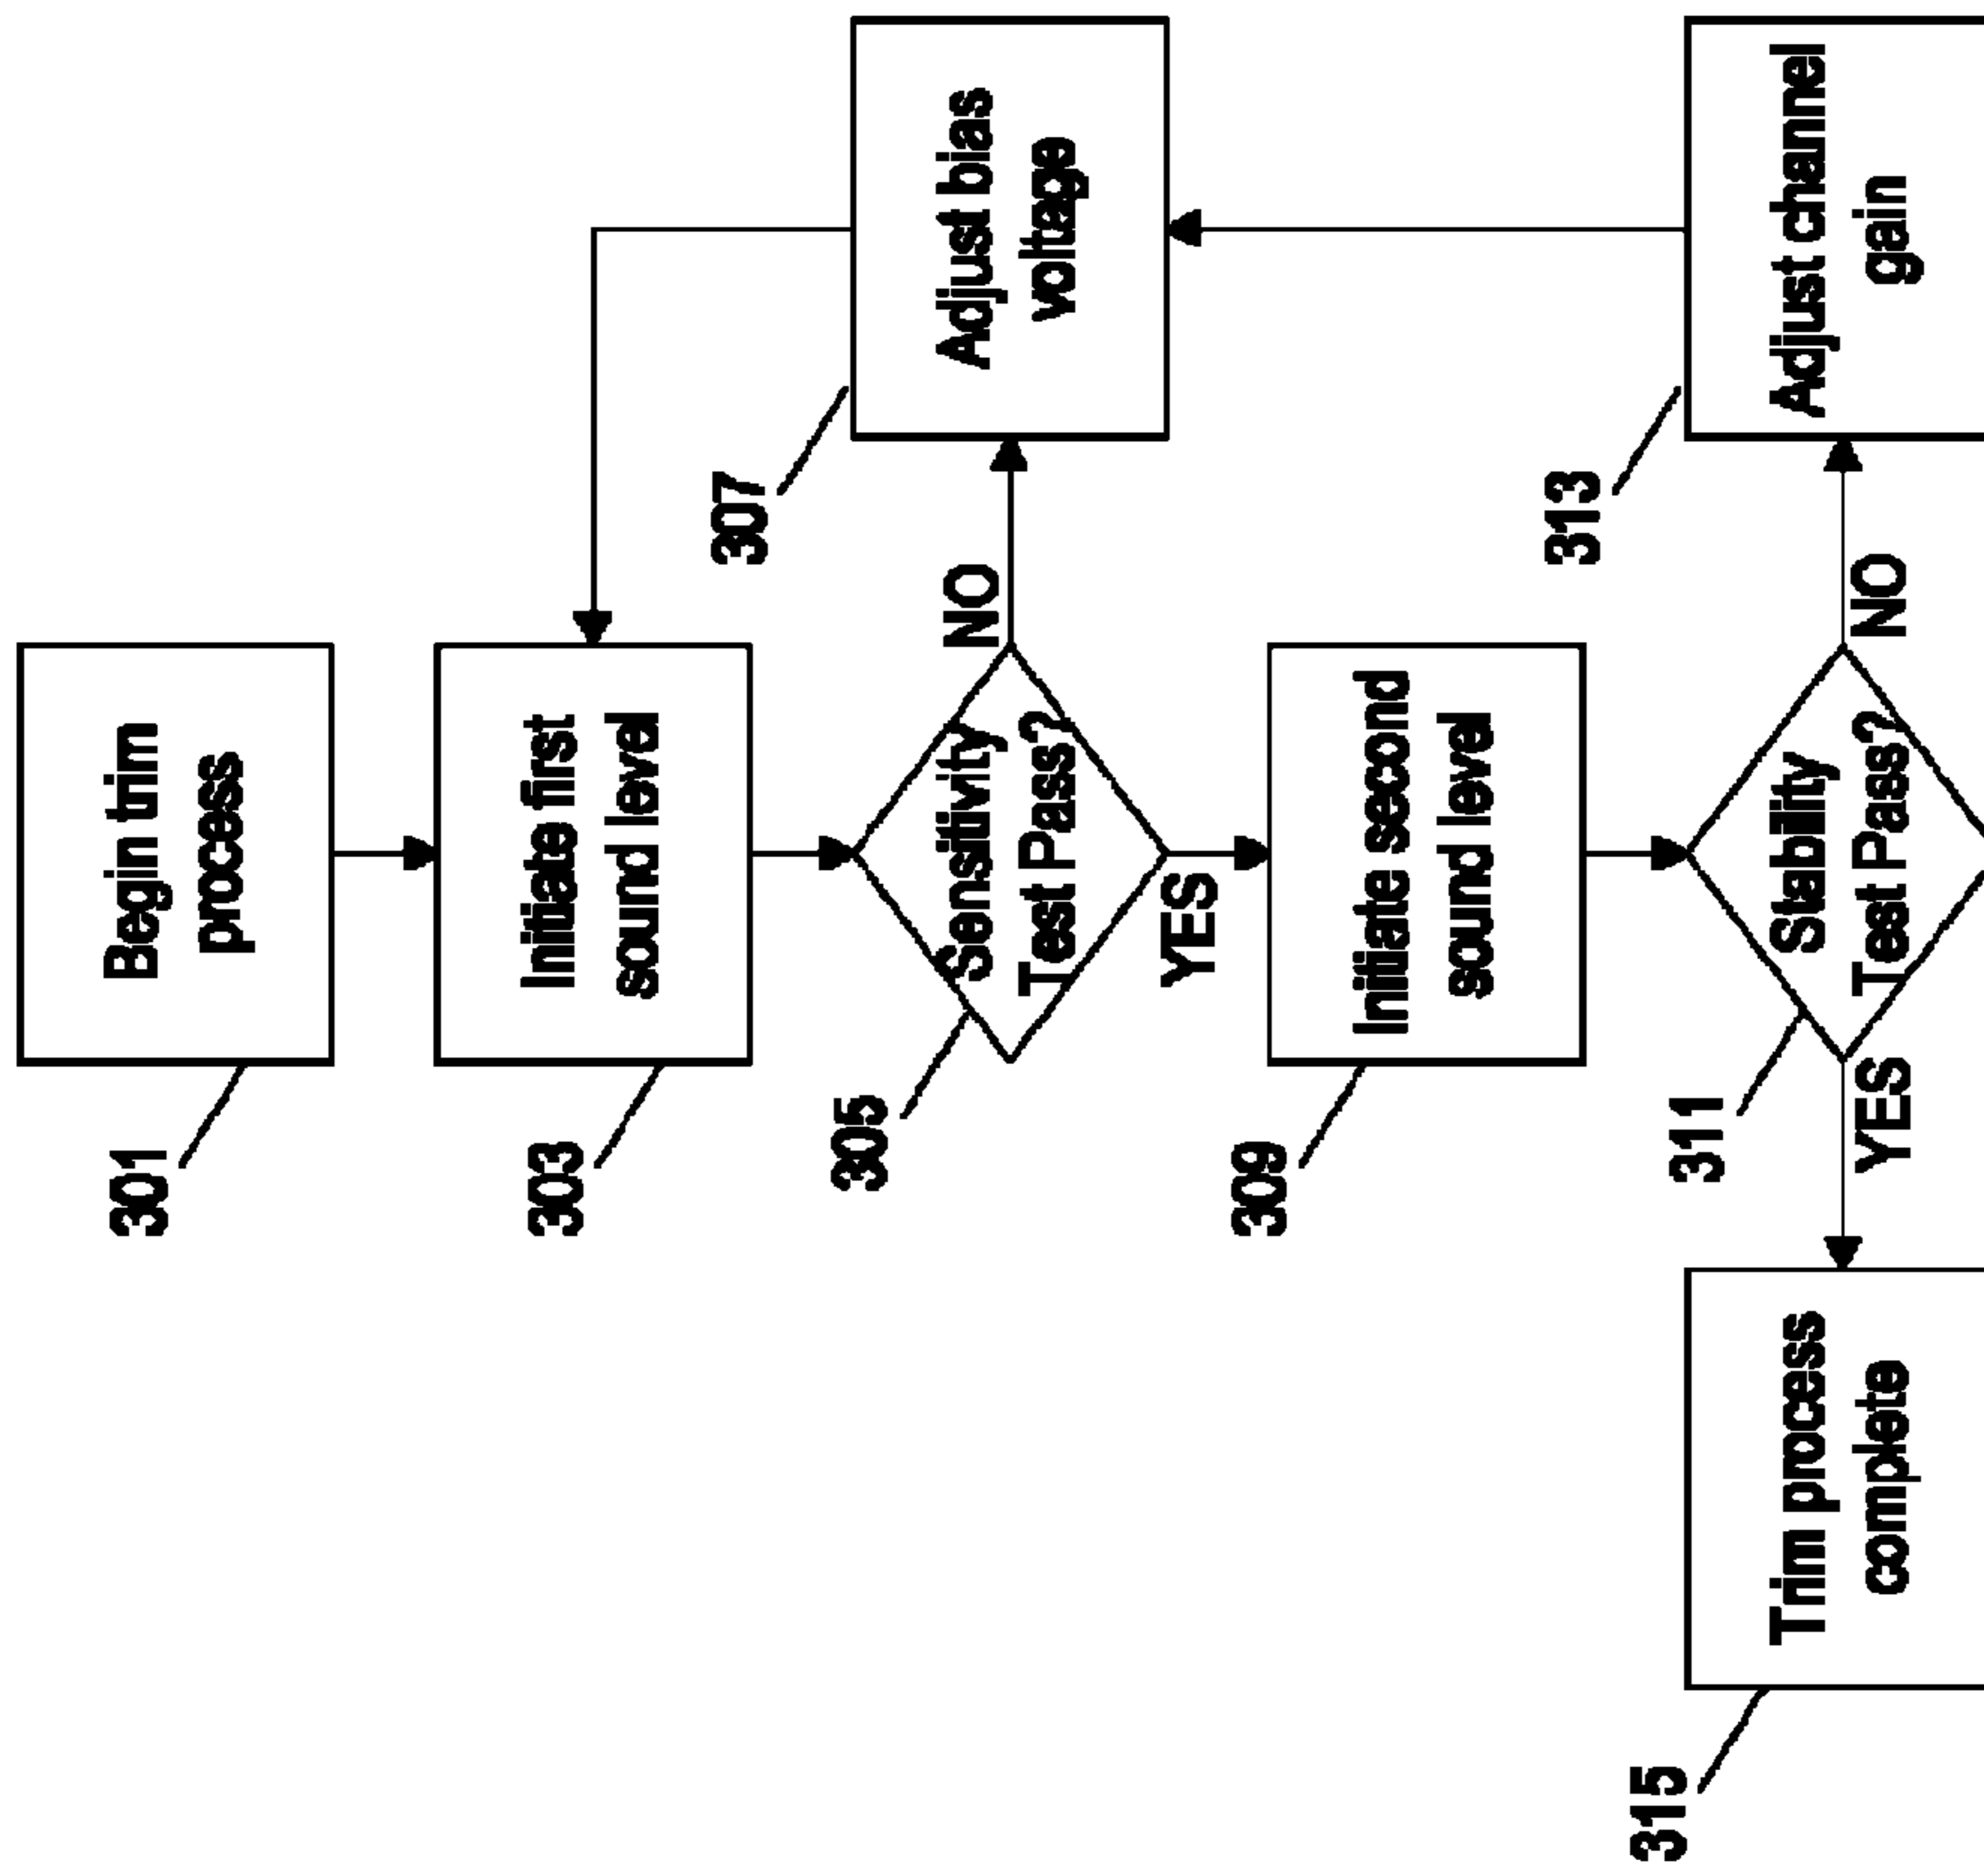 301
Begin trim
process
303
Initiate first
sound level
305
Sensitivity
Test Pass?
NO
YES
307
Adjust bias
voltage
309
Initiate second
sound level
311
Stability
Test Pass?
NO
YES
313
Adjust channel
gain
315
Trim process
complete